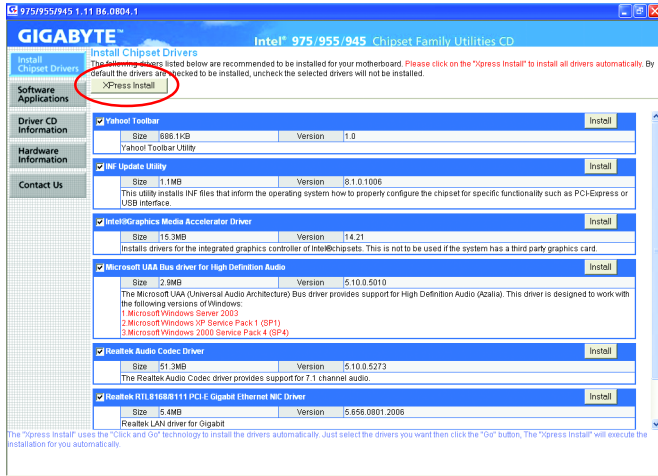 975/955/945 1.11 B6.0804.1
GIGABYTE™
Intel® 975/955/945 Chipset Family Utilities CD
Install
Chipset Drivers
Software
Applications
Driver CD
Information
Hardware
Information
Contact Us
Install Chipset Drivers
The following drivers listed below are recommended to be installed for your motherboard. Please click on the "Xpress Install" to install all drivers automatically. By
default the drivers are checked to be installed, uncheck the selected drivers will not be installed.
XPress Install
Yahoo! Toolbar Install
Size 686.1KB Version 1.0
Yahoo! Toolbar Utility
INF Update Utility Install
Size 1.1MB Version 8.1.0.1006
This utility installs INF files that inform the operating system how to properly configure the chipset for specific functionality such as PCI-Express or
USB interface.
Intel®Graphics Media Accelerator Driver Install
Size 15.3MB Version 14.21
Installs drivers for the integrated graphics controller of Intel®chipsets. This is not to be used if the system has a third party graphics card.
Microsoft UAA Bus driver for High Definition Audio Install
Size 2.9MB Version 5.10.0.5010
The Microsoft UAA (Universal Audio Architecture) Bus driver provides support for High Definition Audio (Azalia). This driver is designed to work with
the following versions of Windows:
1.Microsoft Windows Server 2003
2.Microsoft Windows XP Service Pack 1 (SP1)
3.Microsoft Windows 2000 Service Pack 4 (SP4)
Realtek Audio Codec Driver Install
Size 51.3MB Version 5.10.0.5273
The Realtek Audio Codec driver provides support for 7.1 channel audio.
Realtek RTL8168/8111 PCI-E Gigabit Ethernet NIC Driver Install
Size 5.4MB Version 5.656.0801.2006
Realtek LAN driver for Gigabit
The "Xpress Install" uses the "Click and Go" technology to install the drivers automatically. Just select the drivers you want then click the "Go" button, The "Xpress Install" will execute the
installation for you automatically.